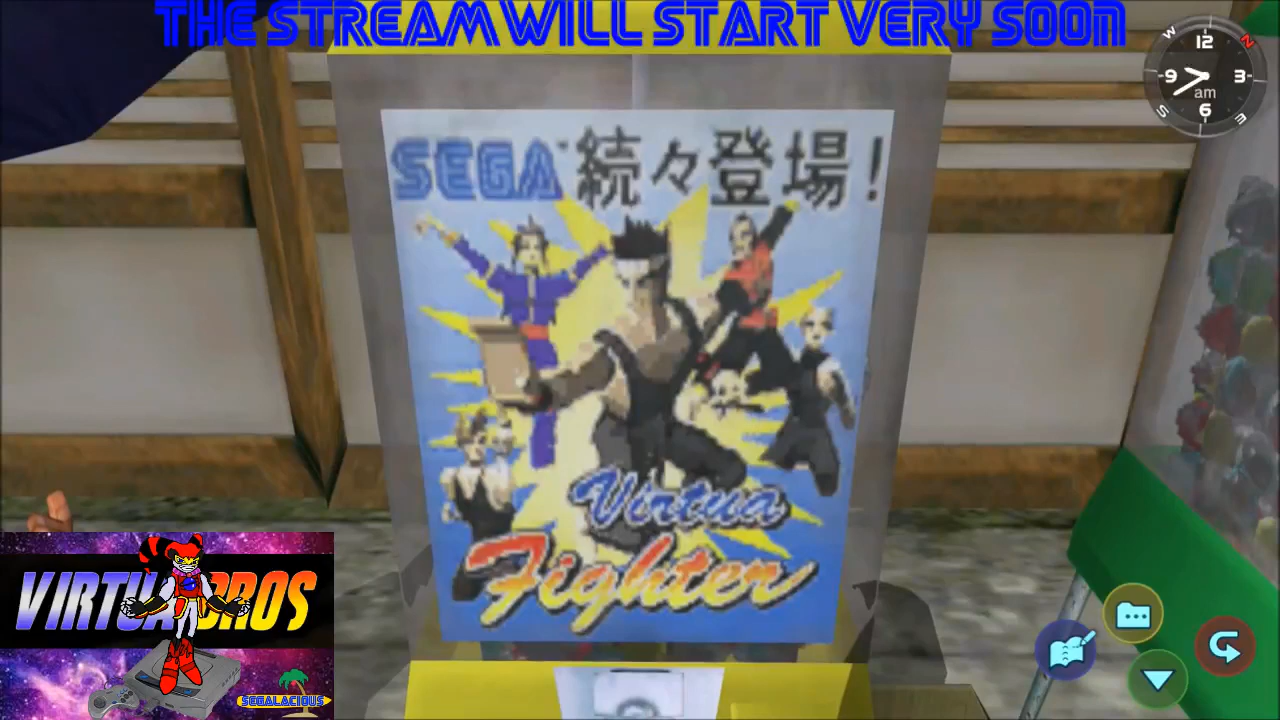 THE STREAM WILL START VERY SOON
W 12 N
9 3
am
S 6 E
SEGA™ 続々登場!
Virtua
Fighter
VIRTUA BROS
SEGALACIOUS